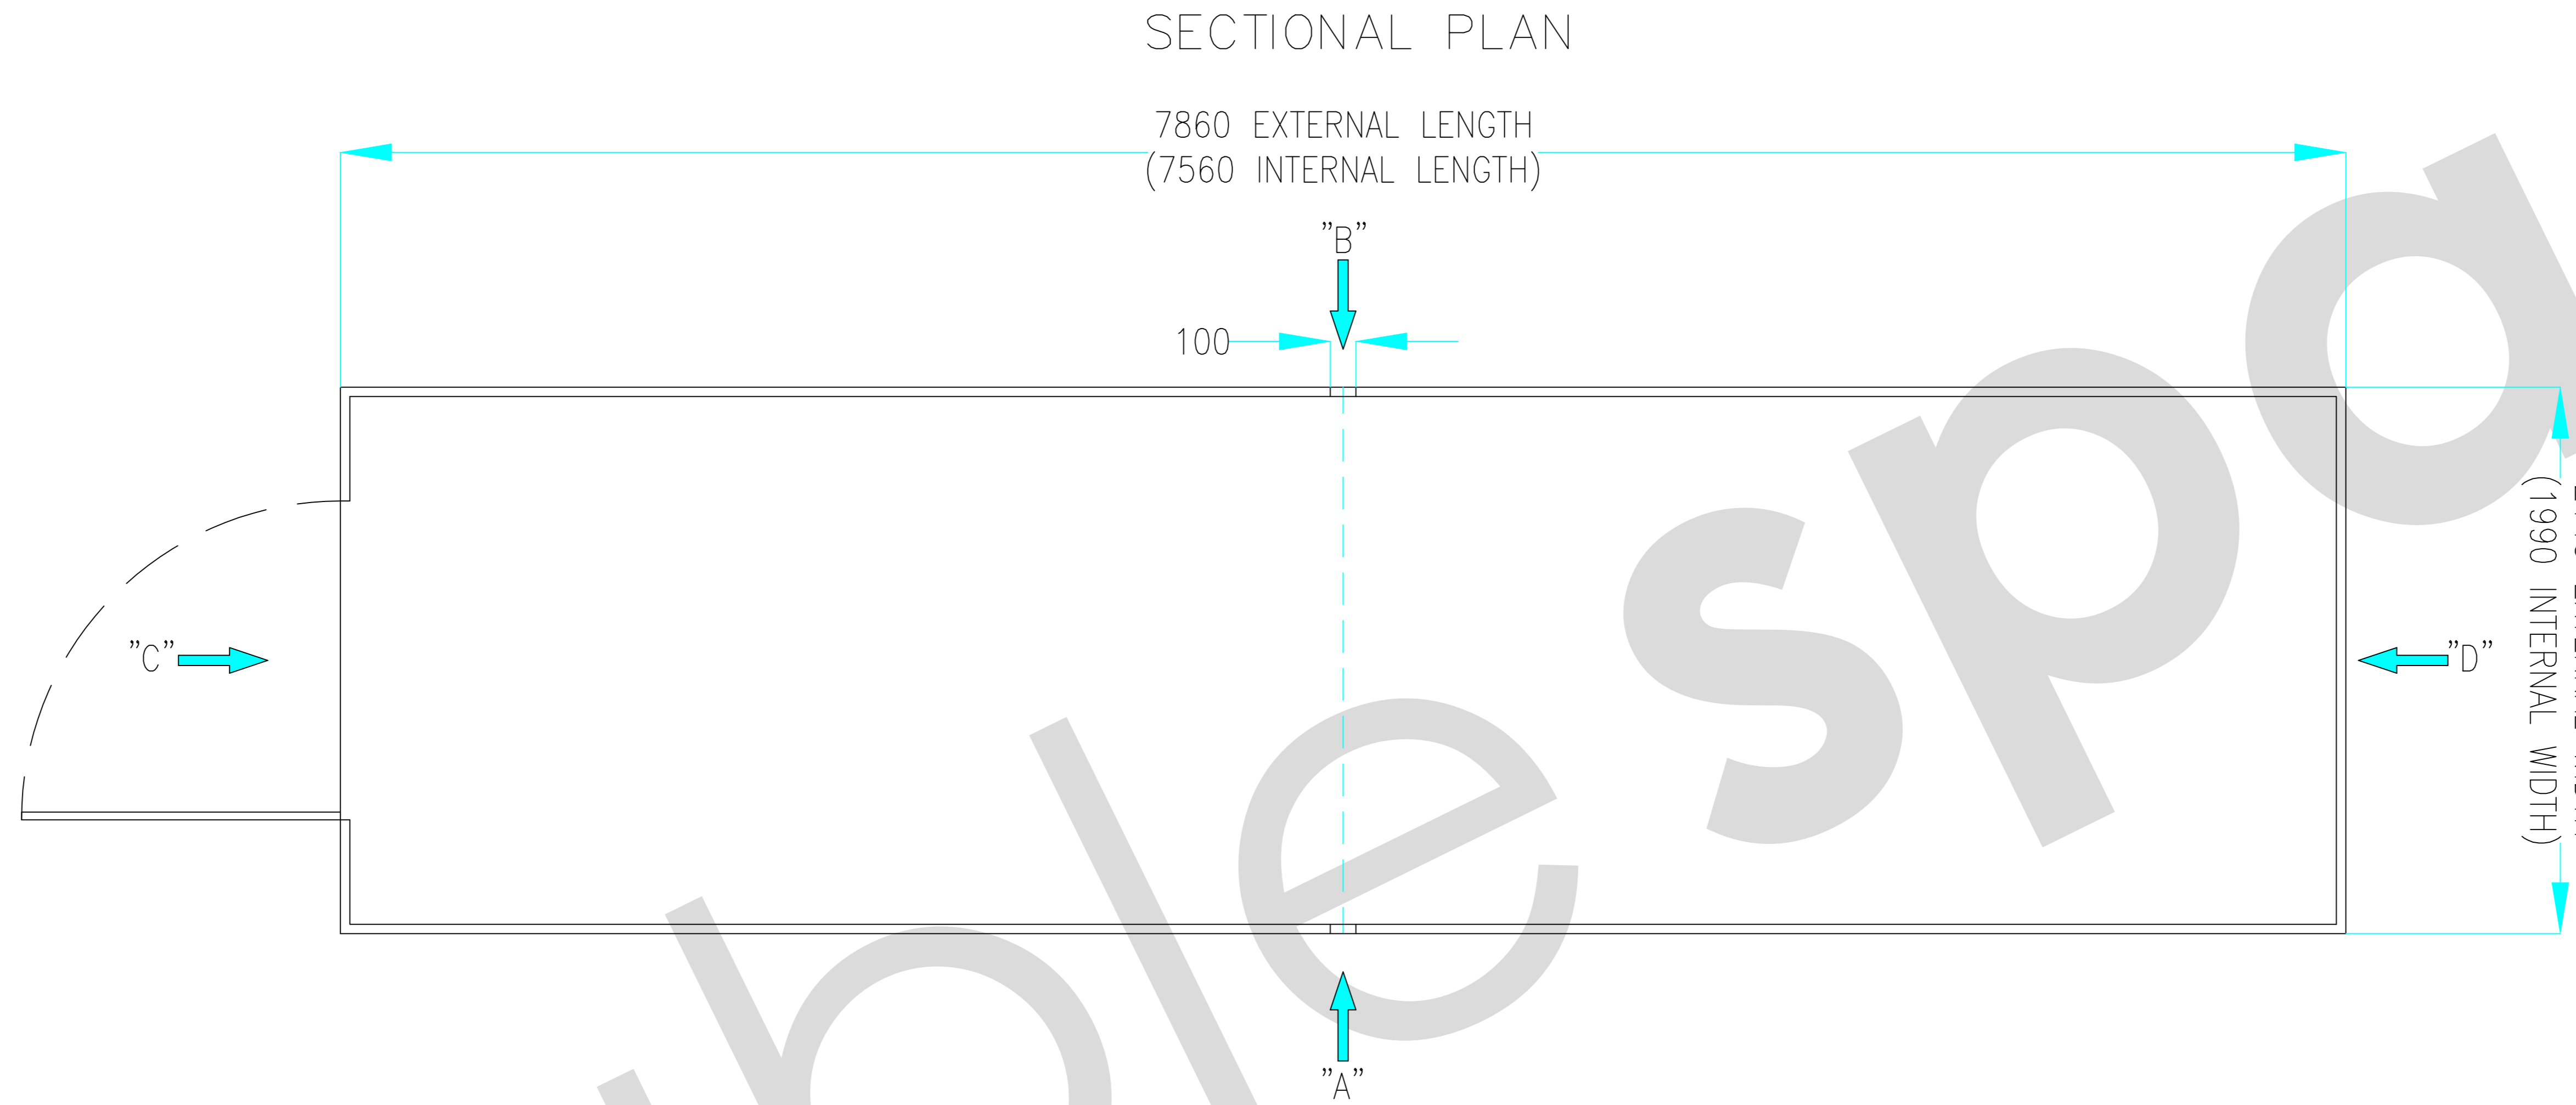 SECTIONAL PLAN
7860 EXTERNAL LENGTH
(7560 INTERNAL LENGTH)
"B"
100
"C"
"D"
(1990 INTERNAL WIDTH)
"A"